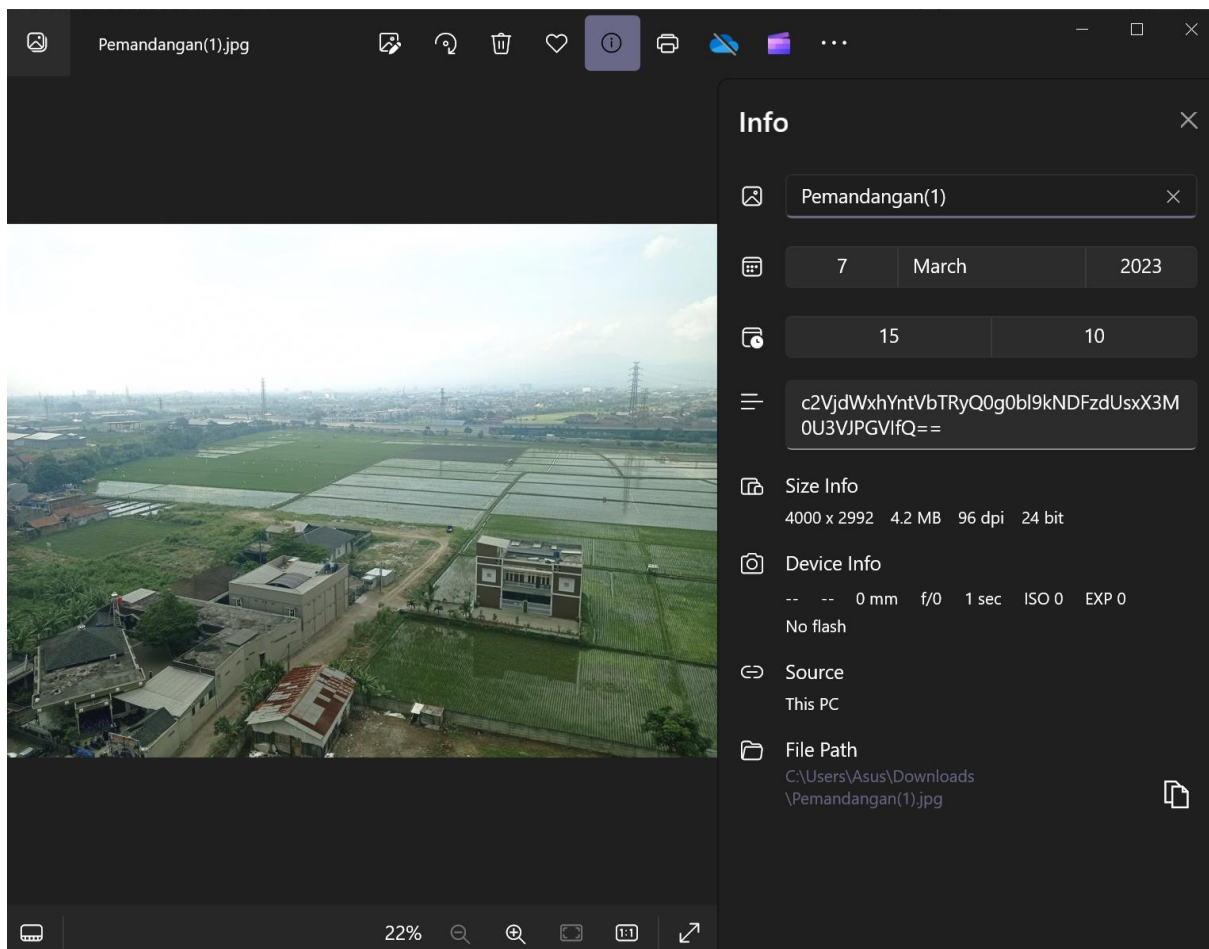 Pemandangan(1).jpg
Info
Pemandangan(1)
7 March 2023
15 10
c2VjdWxhYntVbTRyQ0g0bl9kNDFzdUsxX3M
0U3VJPGVIfQ==
Size Info
4000 x 2992 4.2 MB 96 dpi 24 bit
Device Info
-- -- 0 mm f/0 1 sec ISO 0 EXP 0
No flash
Source
This PC
File Path
C:\Users\Asus\Downloads
\Pemandangan(1).jpg
22%
1:1